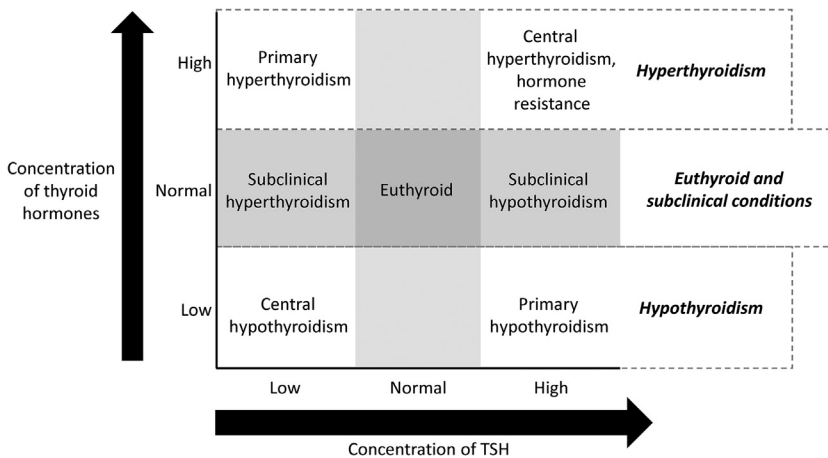 Concentration
of thyroid
hormones
High
Normal
Low
Primary
hyperthyroidism
Central
hyperthyroidism,
hormone
resistance
Hyperthyroidism
Subclinical
hyperthyroidism
Euthyroid
Subclinical
hypothyroidism
Euthyroid and
subclinical conditions
Central
hypothyroidism
Primary
hypothyroidism
Hypothyroidism
Low
Normal
High
Concentration of TSH